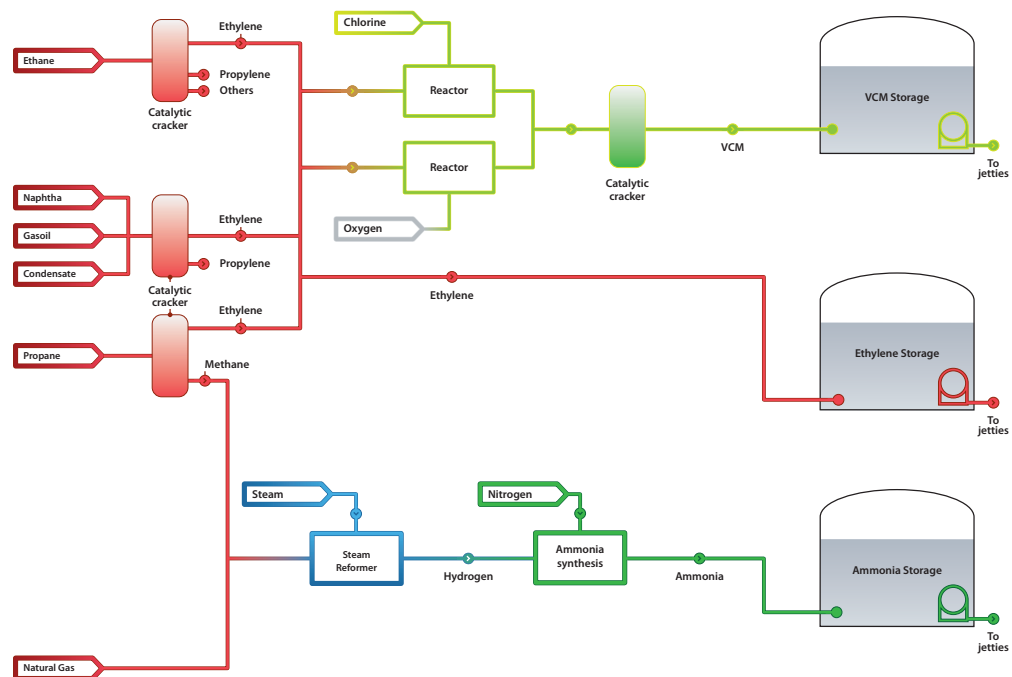 Ethylene
Chlorine
Ethane
Propylene
Others
Catalytic
cracker
Reactor
VCM Storage
VCM
To
jetties
Reactor
Catalytic
cracker
Naphtha
Gasoil
Condensate
Ethylene
Oxygen
Propylene
Catalytic
cracker
Ethylene
Ethylene
Propane
Methane
Ethylene Storage
To
jetties
Steam
Nitrogen
Steam
Reformer
Hydrogen
Ammonia
synthesis
Ammonia
Ammonia Storage
To
jetties
Natural Gas